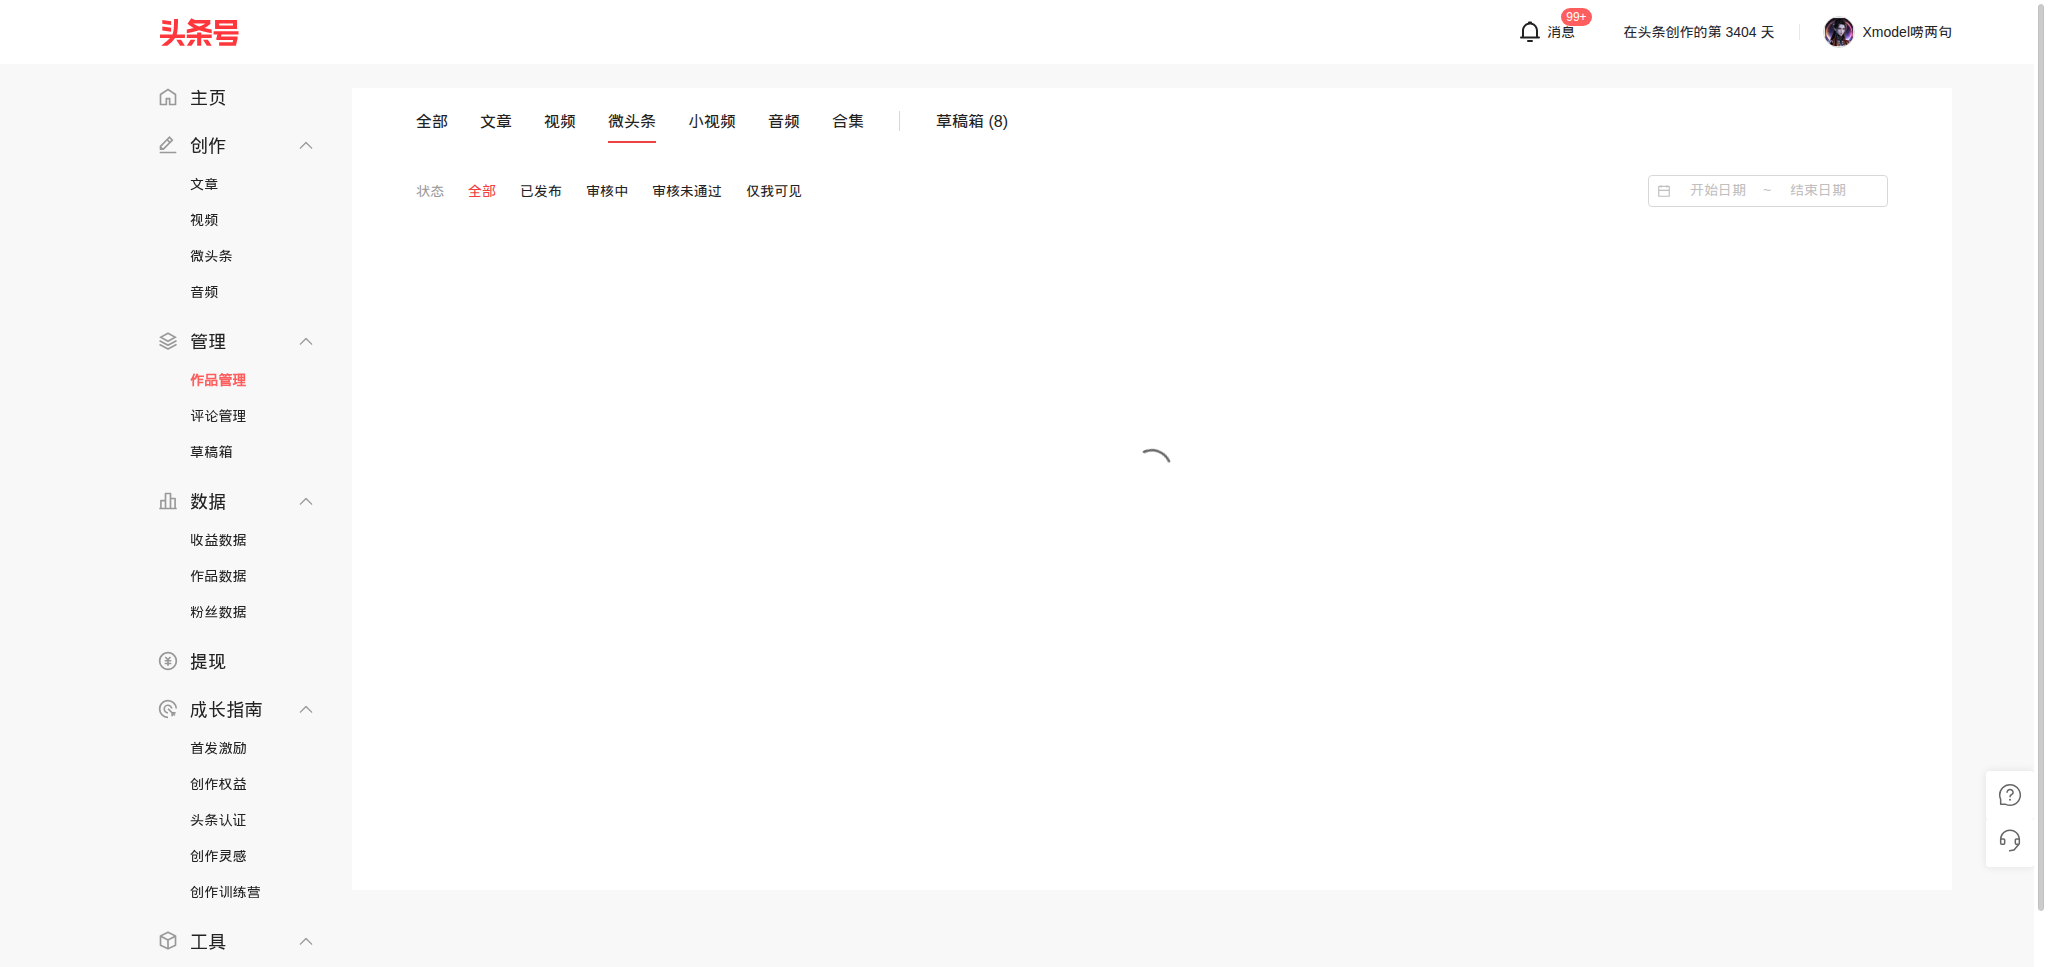 头条号
消息
99+
在头条创作的第 3404 天
Xmodel唠两句
主页
创作
文章
视频
微头条
音频
管理
作品管理
评论管理
草稿箱
数据
收益数据
作品数据
粉丝数据
提现
成长指南
首发激励
创作权益
头条认证
创作灵感
创作训练营
工具
全部 文章 视频 微头条 小视频 音频 合集 草稿箱 (8)
状态 全部 已发布 审核中 审核未通过 仅我可见
开始日期 ~ 结束日期